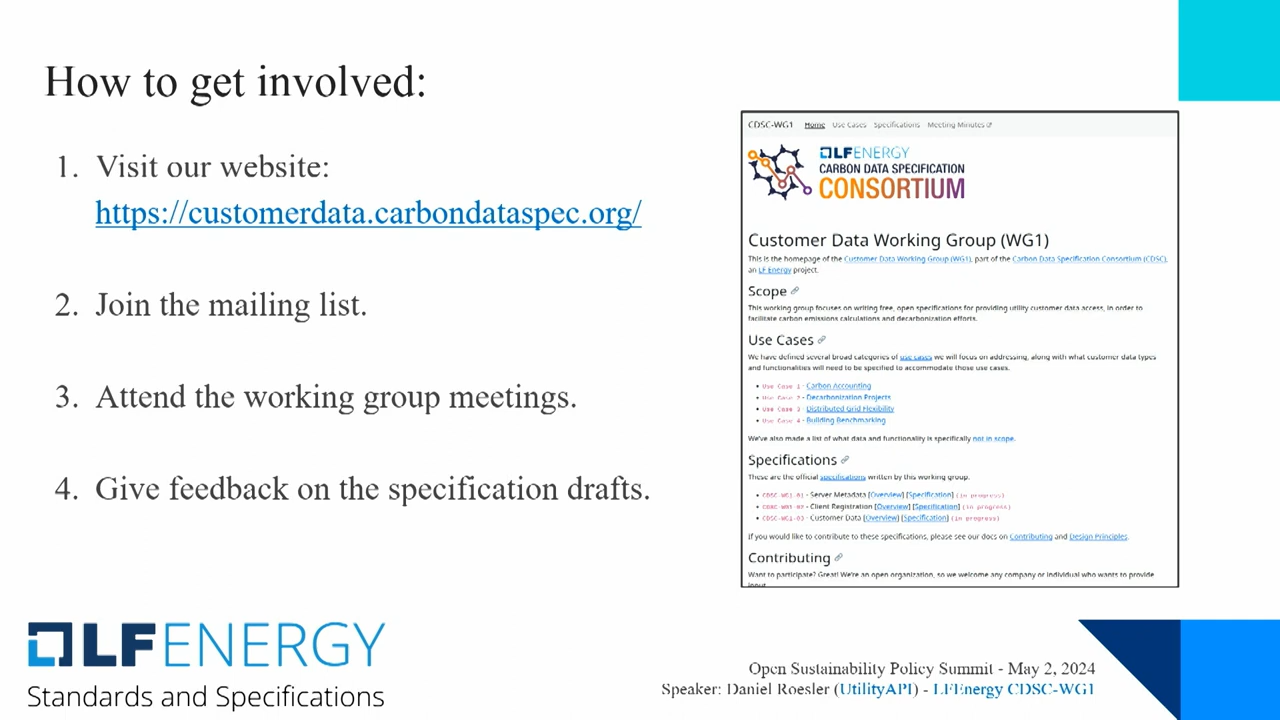 How to get involved:
1. Visit our website:
https://customerdata.carbondataspec.org/
2. Join the mailing list.
3. Attend the working group meetings.
4. Give feedback on the specification drafts.
CDSC-WG1 Home Use Cases Specifications Meeting Minutes
LFENERGY
CARBON DATA SPECIFICATION
CONSORTIUM
Customer Data Working Group (WG1)
This is the homepage of the Customer Data Working Group (WG1), part of the Carbon Data Specification Consortium (CDSC),
an LF Energy project.
Scope
This working group focuses on writing free, open specifications for providing utility customer data access, in order to
facilitate carbon emissions calculations and decarbonization efforts.
Use Cases
We have defined several broad categories of use cases we will focus on addressing, along with what customer data types
and functionalities will need to be specified to accommodate those use cases.
• Use Case 1 - Carbon Accounting
• Use Case 2 - Decarbonization Projects
• Use Case 3 - Distributed Grid Flexibility
• Use Case 4 - Building Benchmarking
We've also made a list of what data and functionality is specifically not in scope.
Specifications
These are the official specifications written by this working group.
• CDSC-WG1-01 - Server Metadata [Overview] [Specification] (in progress)
• CDSC-WG1-02 - Client Registration [Overview] [Specification] (in progress)
• CDSC-WG1-03 - Customer Data [Overview] [Specification] (in progress)
If you would like to contribute to these specifications, please see our docs on Contributing and Design Principles.
Contributing
Want to participate? Great! We're an open organization, so we welcome any company or individual who wants to provide
input.
LFENERGY
Standards and Specifications
Open Sustainability Policy Summit - May 2, 2024
Speaker: Daniel Roesler (UtilityAPI) - LFEnergy CDSC-WG1